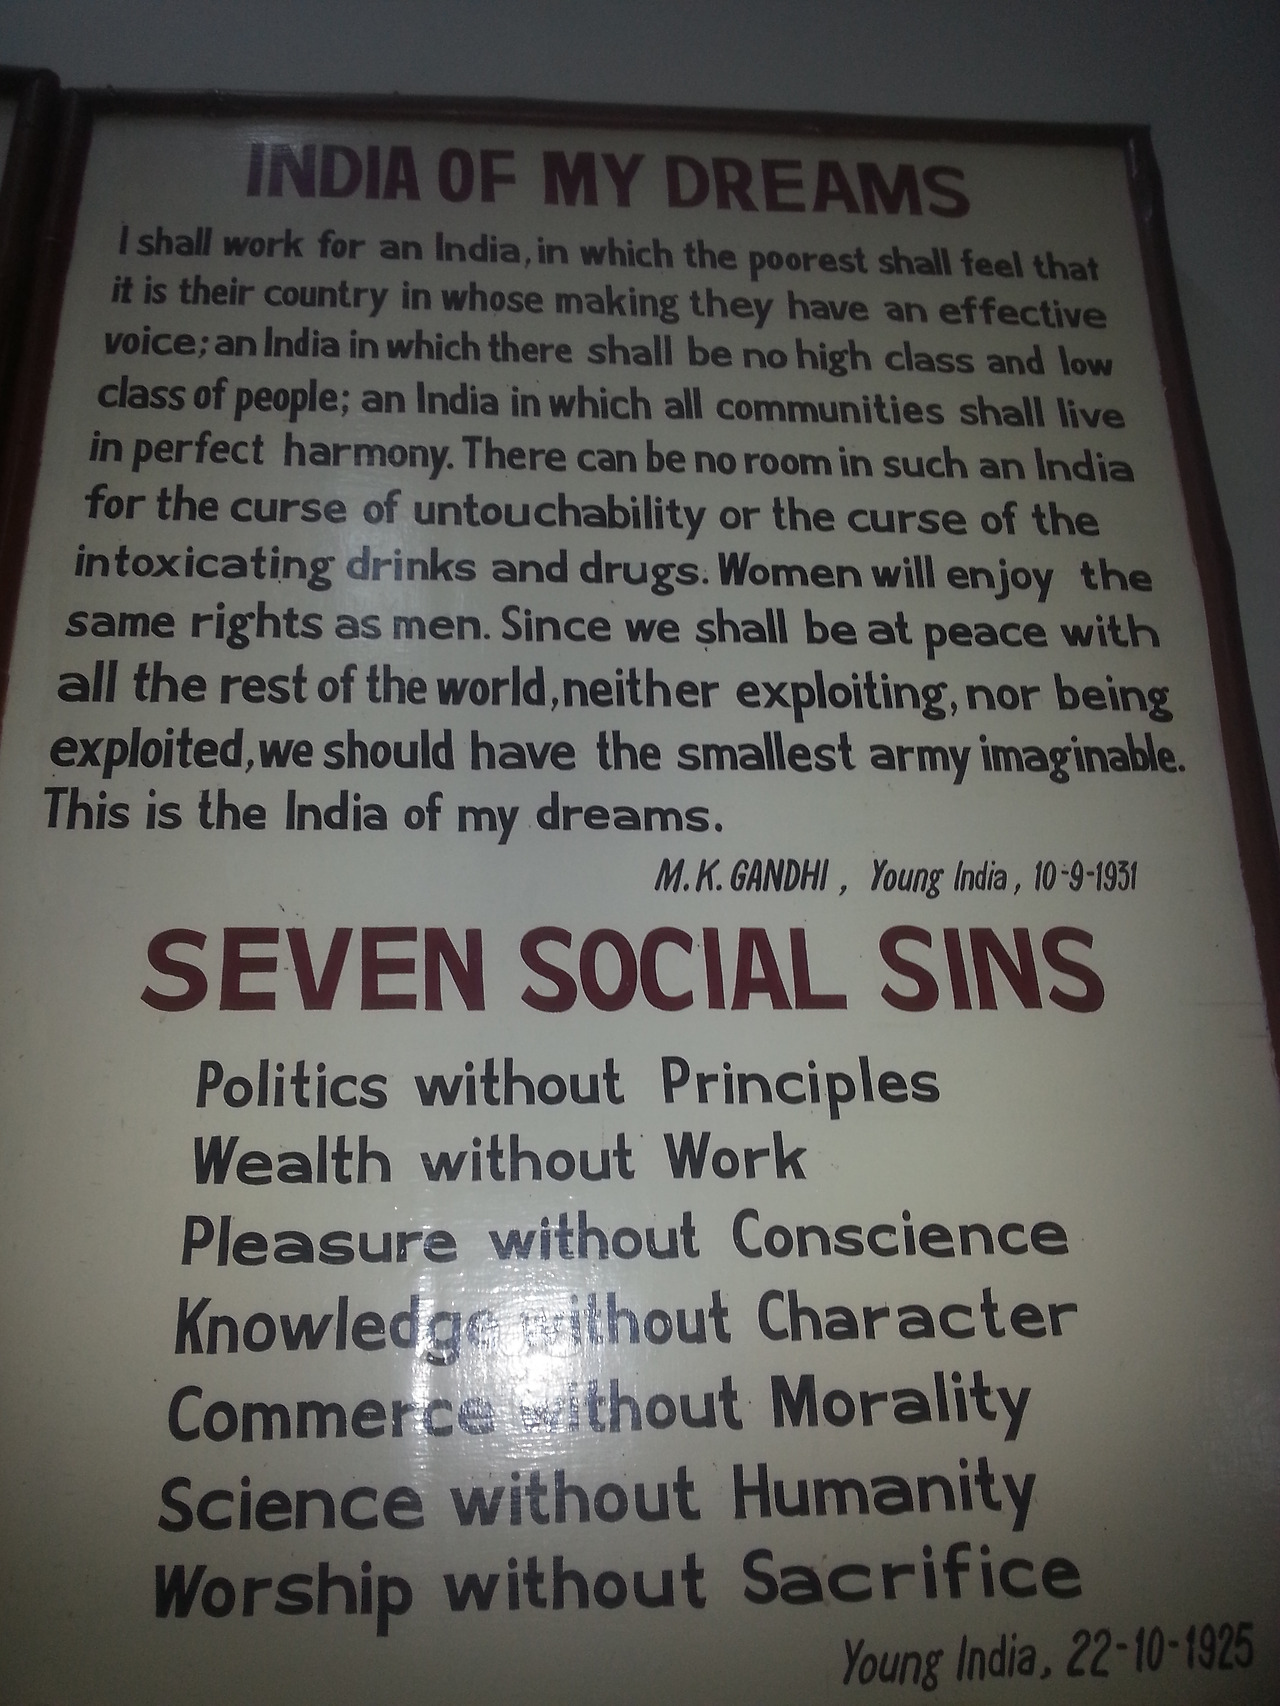 INDIA OF MY DREAMS
I shall work for an India, in which the poorest shall feel that
it is their country in whose making they have an effective
voice; an India in which there shall be no high class and low
class of people; an India in which all communities shall live
in perfect harmony. There can be no room in such an India
for the curse of untouchability or the curse of the
intoxicating drinks and drugs. Women will enjoy the
same rights as men. Since we shall be at peace with
all the rest of the world, neither exploiting, nor being
exploited, we should have the smallest army imaginable.
This is the India of my dreams.
M. K. GANDHI, Young India, 10-9-1931
SEVEN SOCIAL SINS
Politics without Principles
Wealth without Work
Pleasure without Conscience
Knowledge without Character
Commerce without Morality
Science without Humanity
Worship without Sacrifice
Young India, 22-10-1925